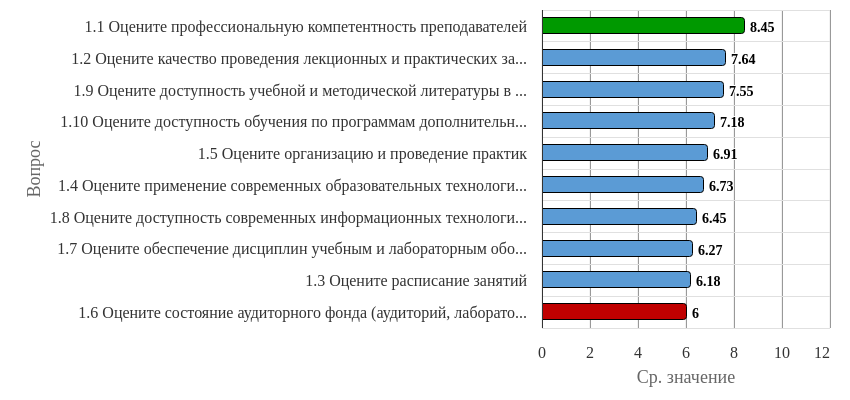 1.1 Оцените профессиональную компетентность преподавателей 8.45
1.2 Оцените качество проведения лекционных и практических за... 7.64
1.9 Оцените доступность учебной и методической литературы в ... 7.55
1.10 Оцените доступность обучения по программам дополнительн... 7.18
1.5 Оцените организацию и проведение практик 6.91
1.4 Оцените применение современных образовательных технологи... 6.73
1.8 Оцените доступность современных информационных технологи... 6.45
1.7 Оцените обеспечение дисциплин учебным и лабораторным обо... 6.27
1.3 Оцените расписание занятий 6.18
1.6 Оцените состояние аудиторного фонда (аудиторий, лаборато... 6
Вопрос
0 2 4 6 8 10 12
Ср. значение